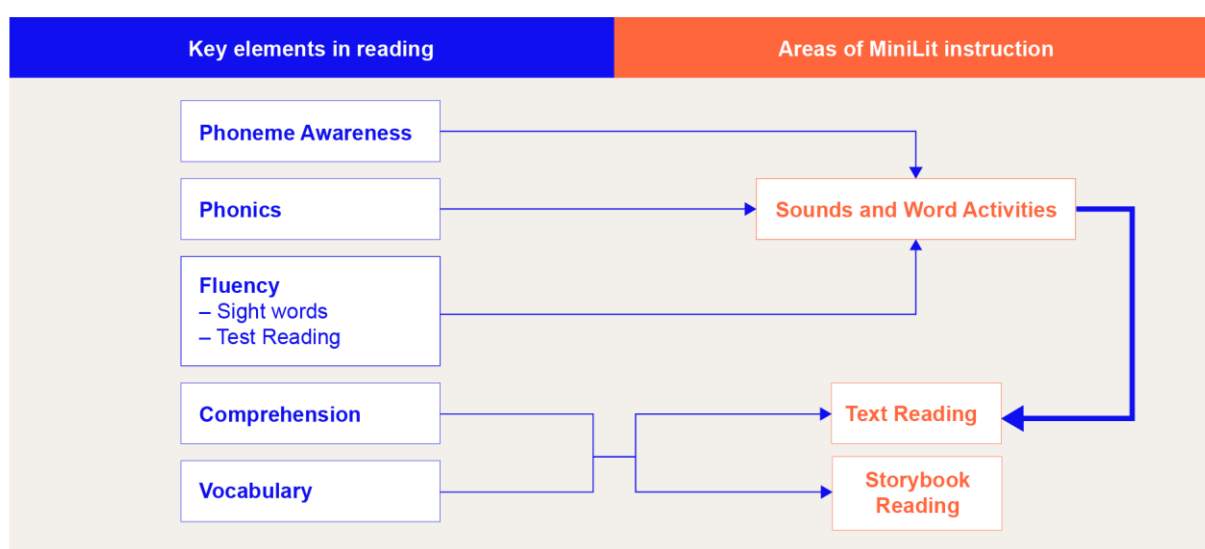 Key elements in reading
Areas of MiniLit instruction
Phoneme Awareness
Phonics
Sounds and Word Activities
Fluency
– Sight words
– Test Reading
Comprehension
Text Reading
Vocabulary
Storybook
Reading